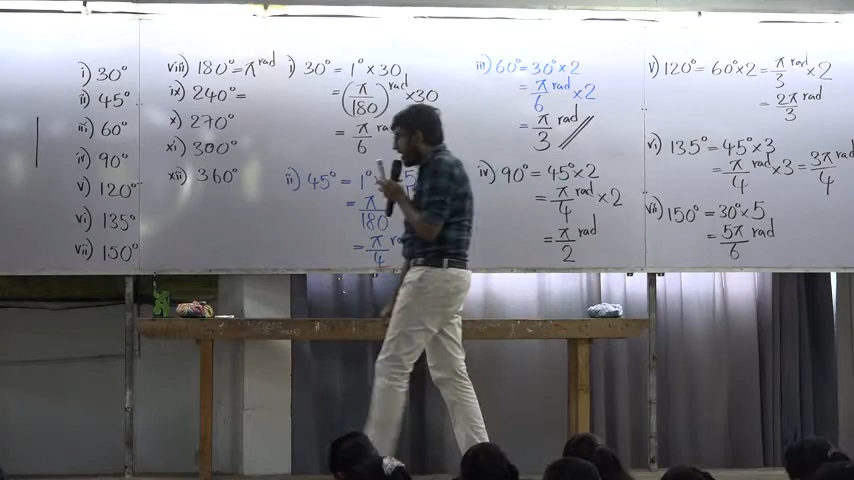 i) 30°
ii) 45°
iii) 60°
iv) 90°
v) 120°
vi) 135°
vii) 150°
viii) 180° = π rad
ix) 240° =
x) 270°
xi) 300°
xii) 360°
i) 30° = 1° × 30
= (π/180) rad × 30
= π/6
ii) 45° = 1°
= π/180
= π/4
iii) 60° = 30° × 2
= π/6 rad × 2
= π/3 rad
iv) 90° = 45° × 2
= π/4 rad × 2
= π/2 rad
v) 120° = 60° × 2 = π/3 rad × 2
= 2π/3 rad
vi) 135° = 45° × 3
= π/4 rad × 3 = 3π/4 rad
vii) 150° = 30° × 5
= 5π/6 rad